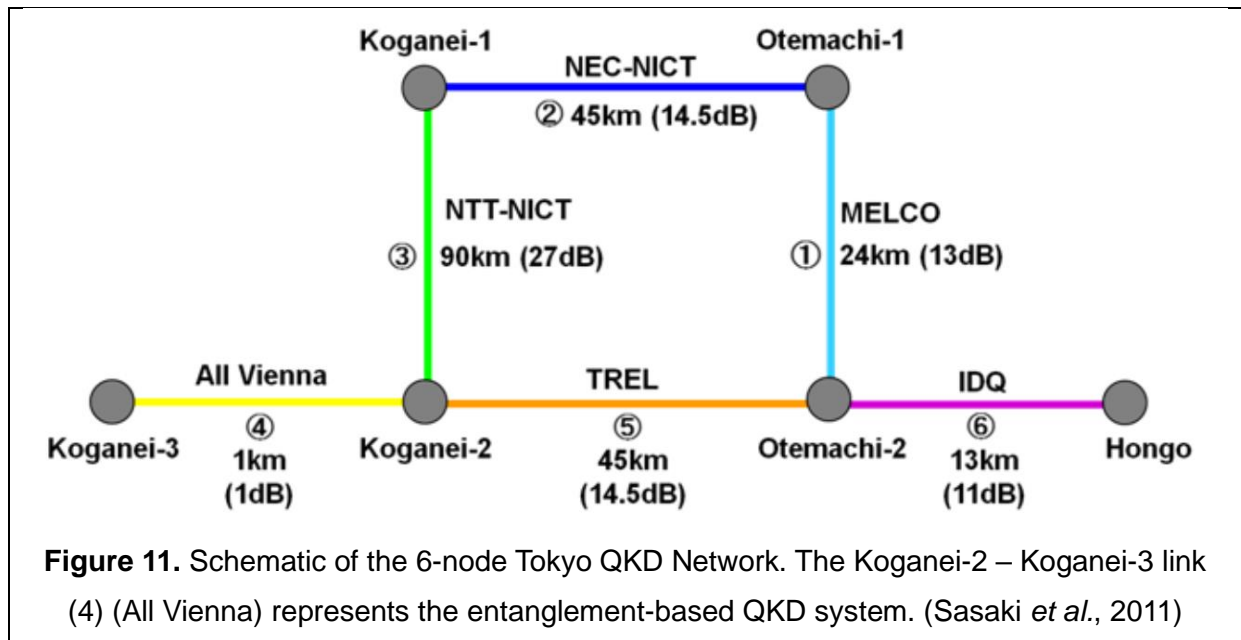 Koganei-1
Otemachi-1
NEC-NICT
② 45km (14.5dB)
NTT-NICT
③ 90km (27dB)
MELCO
① 24km (13dB)
All Vienna
④
1km
(1dB)
TREL
⑤
45km
(14.5dB)
IDQ
⑥
13km
(11dB)
Koganei-3
Koganei-2
Otemachi-2
Hongo
Figure 11. Schematic of the 6-node Tokyo QKD Network. The Koganei-2 – Koganei-3 link
(4) (All Vienna) represents the entanglement-based QKD system. (Sasaki et al., 2011)